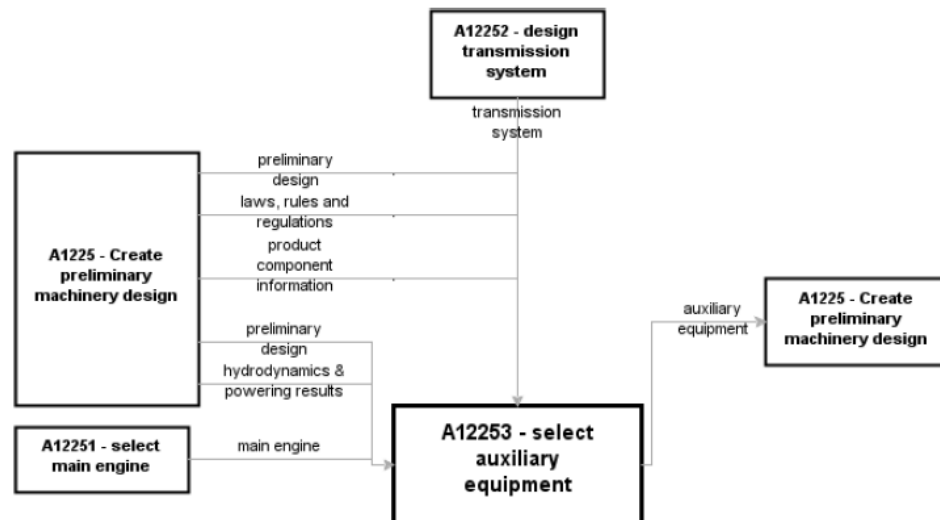 A12252 - design
transmission
system
transmission
system
preliminary
design
laws, rules and
regulations
product
component
information
A1225 - Create
preliminary
machinery design
preliminary
design
hydrodynamics &
powering results
A12251 - select
main engine
main engine
A12253 - select
auxiliary
equipment
auxiliary
equipment
A1225 - Create
preliminary
machinery design